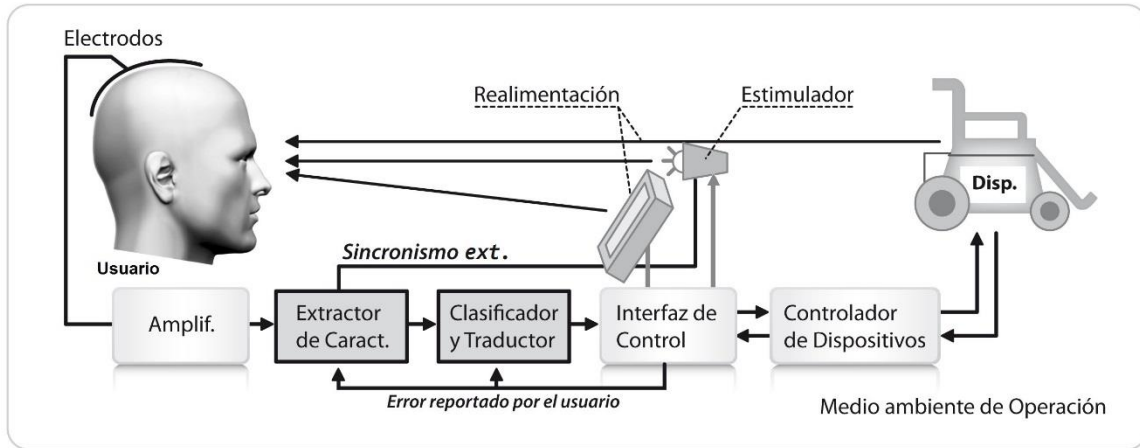 Electrodos
Realimentación
Estimulador
Disp.
Sincronismo ext.
Usuario
Amplif.
Extractor
de Caract.
Clasificador
y Traductor
Interfaz de
Control
Controlador
de Dispositivos
Error reportado por el usuario
Medio ambiente de Operación